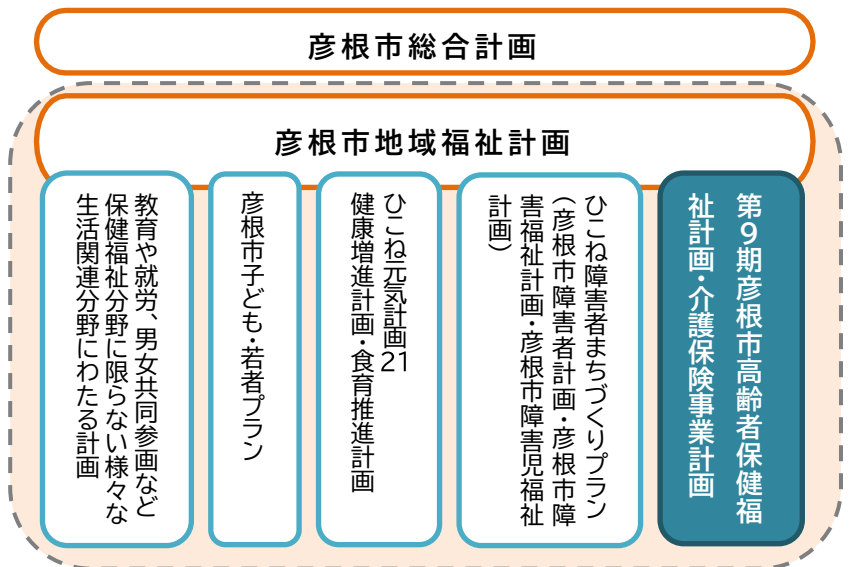 彦根市総合計画
彦根市地域福祉計画
第9期彦根市高齢者保健福
祉計画・介護保険事業計画
ひこね障害者まちづくりプラン
（彦根市障害者計画・彦根市障
害福祉計画・彦根市障害児福祉
計画）
ひこね元気計画21
健康増進計画・食育推進計画
彦根市子ども・若者プラン
教育や就労、男女共同参画など
保健福祉分野に限らない様々な
生活関連分野にわたる計画